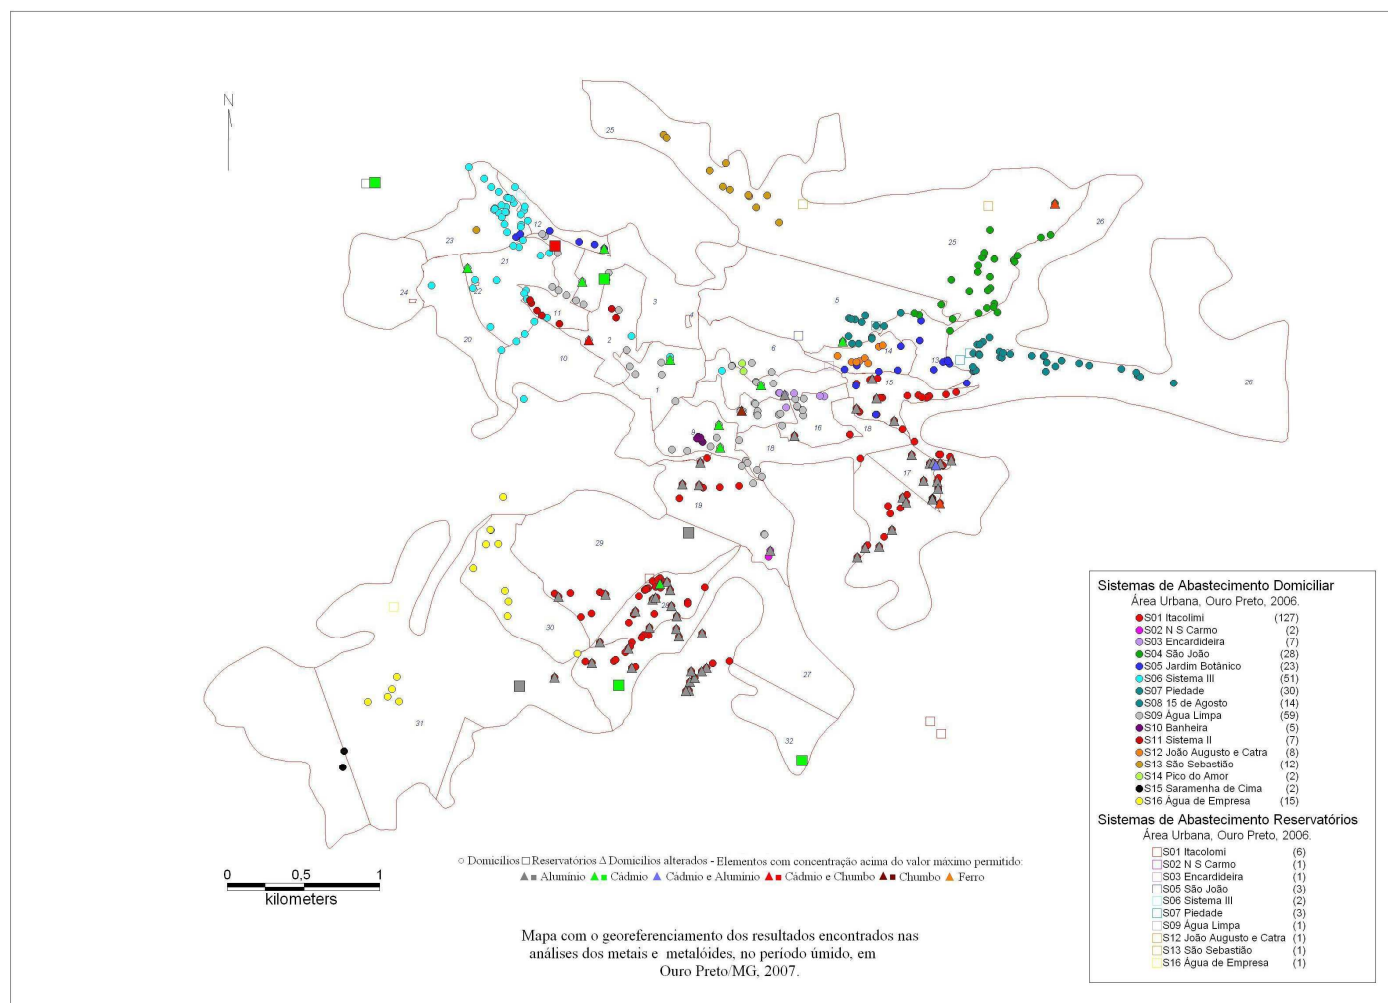 N
25
12
23
21
24
22
20
11
10
2
3
4
1
5
6
25
26
14
13
15
26
16
18
18
17
19
29
28
30
27
31
32
Sistemas de Abastecimento Domiciliar
Área Urbana, Ouro Preto, 2006.
S01 Itacolimi (127)
S02 N S Carmo (2)
S03 Encardideira (7)
S04 São João (28)
S05 Jardim Botânico (23)
S06 Sistema III (51)
S07 Piedade (30)
S08 15 de Agosto (14)
S09 Água Limpa (59)
S10 Banheira (5)
S11 Sistema II (7)
S12 João Augusto e Catra (8)
S13 São Sebastião (12)
S14 Pico do Amor (2)
S15 Saramenha de Cima (2)
S16 Água de Empresa (15)
Sistemas de Abastecimento Reservatórios
Área Urbana, Ouro Preto, 2006.
S01 Itacolomi (6)
S02 N S Carmo (1)
S03 Encardideira (1)
S05 São João (3)
S06 Sistema III (2)
S07 Piedade (3)
S09 Água Limpa (1)
S12 João Augusto e Catra (1)
S13 São Sebastião (1)
S16 Água de Empresa (1)
Domicílios Reservatórios Δ Domicílios alterados - Elementos com concentração acima do valor máximo permitido:
Alumínio Cádmio Cádmio e Alumínio Cádmio e Chumbo Chumbo Ferro
0 0,5 1
kilometers
Mapa com o georeferenciamento dos resultados encontrados nas
análises dos metais e metalóides, no período úmido, em
Ouro Preto/MG, 2007.